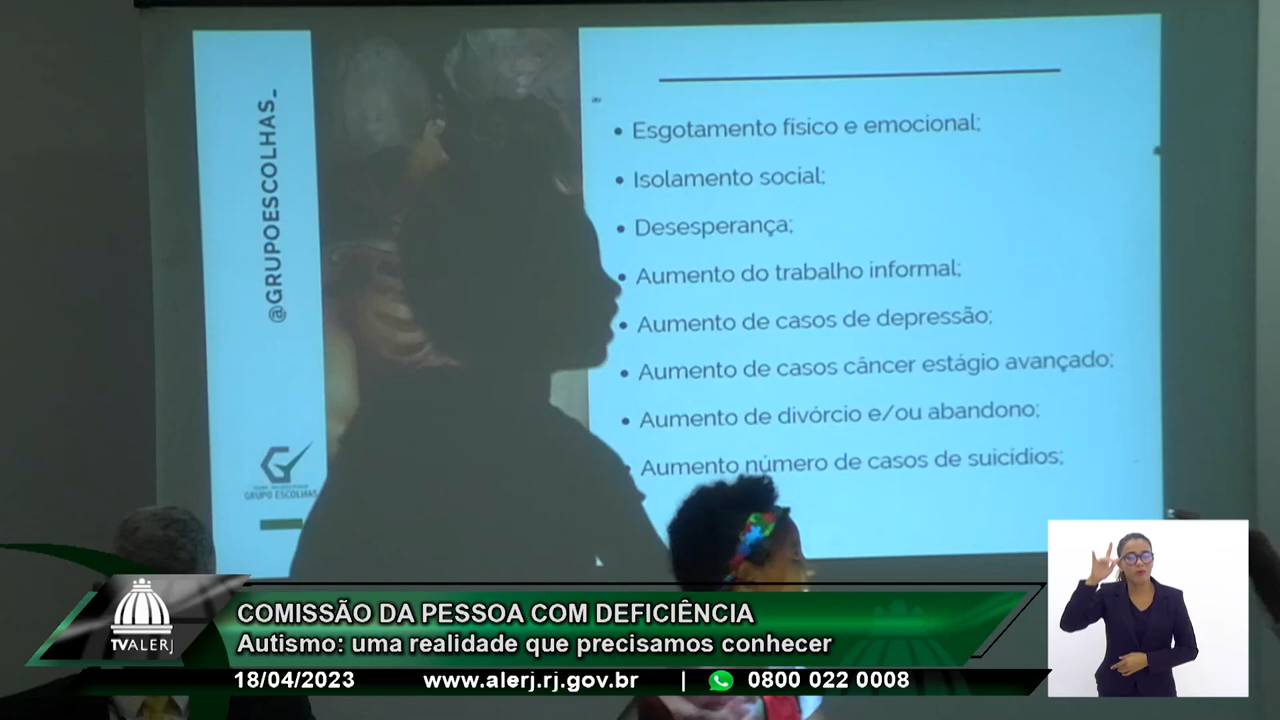 @GRUPOESCOLHAS_
GRUPO ESCOLHAS
• Esgotamento físico e emocional;
• Isolamento social;
• Desesperança;
• Aumento do trabalho informal;
• Aumento de casos de depressão;
• Aumento de casos câncer estágio avançado;
• Aumento de divórcio e/ou abandono;
• Aumento número de casos de suicídios;
TVALERJ
COMISSÃO DA PESSOA COM DEFICIÊNCIA
Autismo: uma realidade que precisamos conhecer
18/04/2023 www.alerj.rj.gov.br | 0800 022 0008